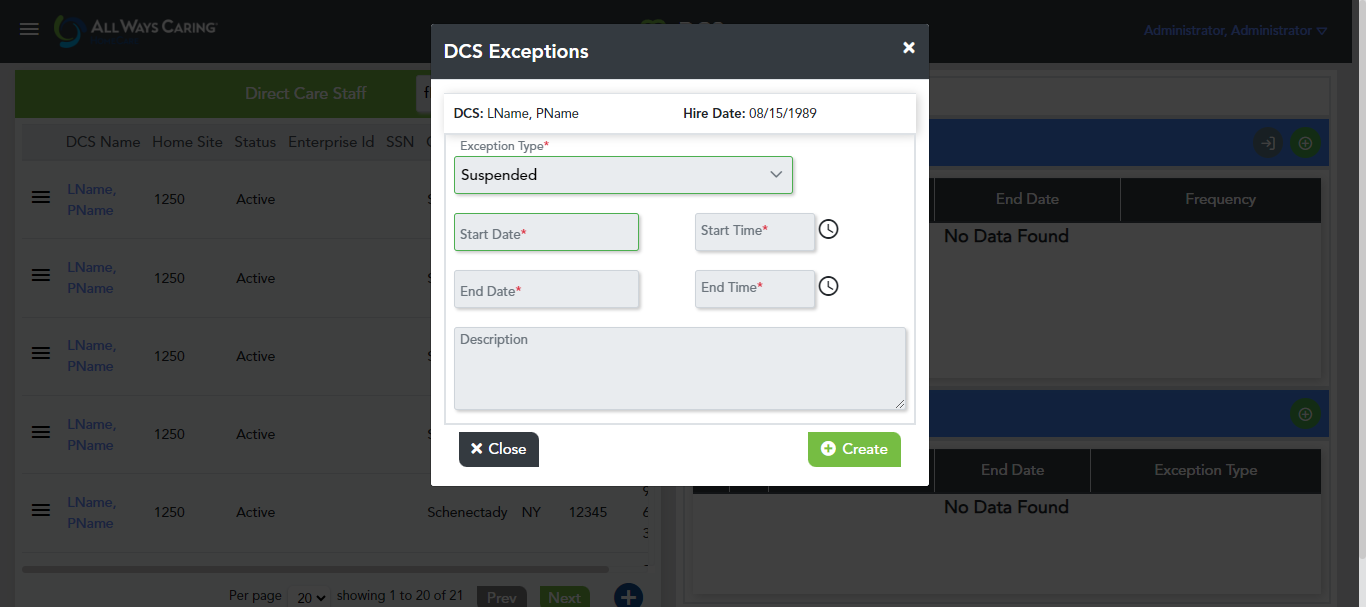 ALL WAYS CARING
Administrator, Administrator
DCS Exceptions
DCS: LName, PName
Hire Date: 08/15/1989
Exception Type*
Suspended
Start Date*
Start Time*
End Date*
End Time*
Description
Close
Create
Direct Care Staff
DCS Name Home Site Status Enterprise Id SSN
LName, PName 1250 Active
LName, PName 1250 Active
LName, PName 1250 Active
LName, PName 1250 Active
LName, PName 1250 Active Schenectady NY 12345
Per page 20 showing 1 to 20 of 21 Prev Next
End Date Frequency
No Data Found
End Date Exception Type
No Data Found